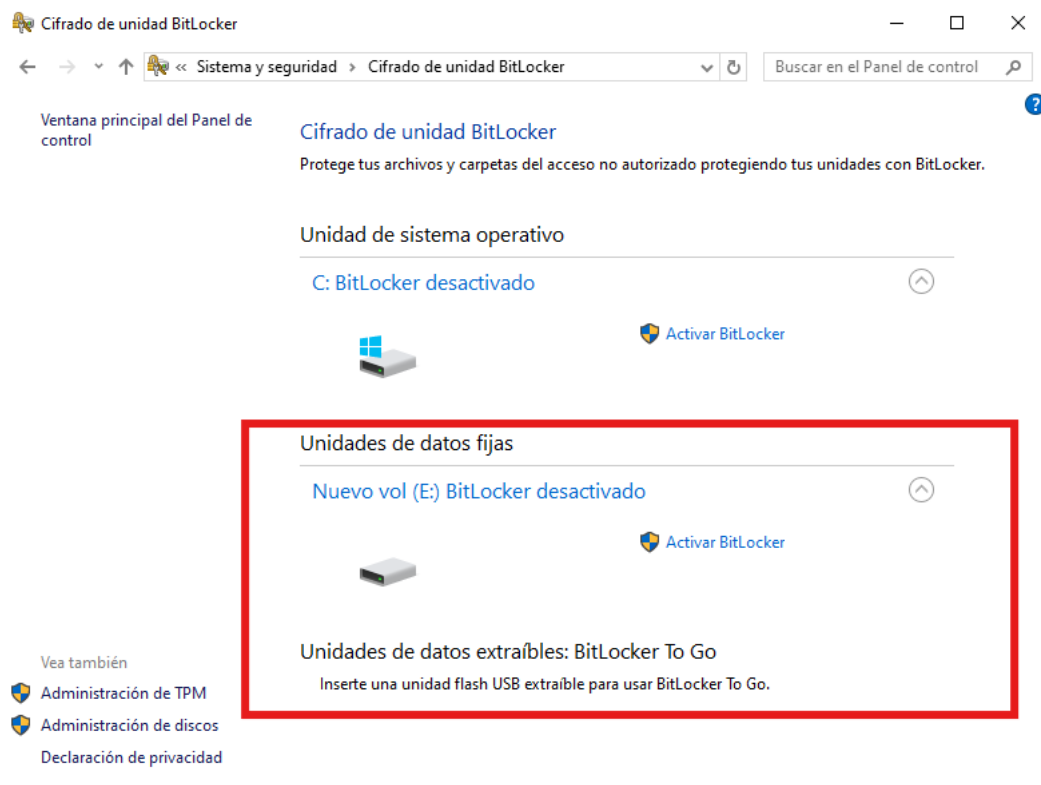 Cifrado de unidad BitLocker
« Sistema y seguridad > Cifrado de unidad BitLocker
Buscar en el Panel de control
?
Ventana principal del Panel de
control
Cifrado de unidad BitLocker
Protege tus archivos y carpetas del acceso no autorizado protegiendo tus unidades con BitLocker.
Unidad de sistema operativo
C: BitLocker desactivado
Activar BitLocker
Unidades de datos fijas
Nuevo vol (E:) BitLocker desactivado
Activar BitLocker
Unidades de datos extraíbles: BitLocker To Go
Inserte una unidad flash USB extraíble para usar BitLocker To Go.
Vea también
Administración de TPM
Administración de discos
Declaración de privacidad